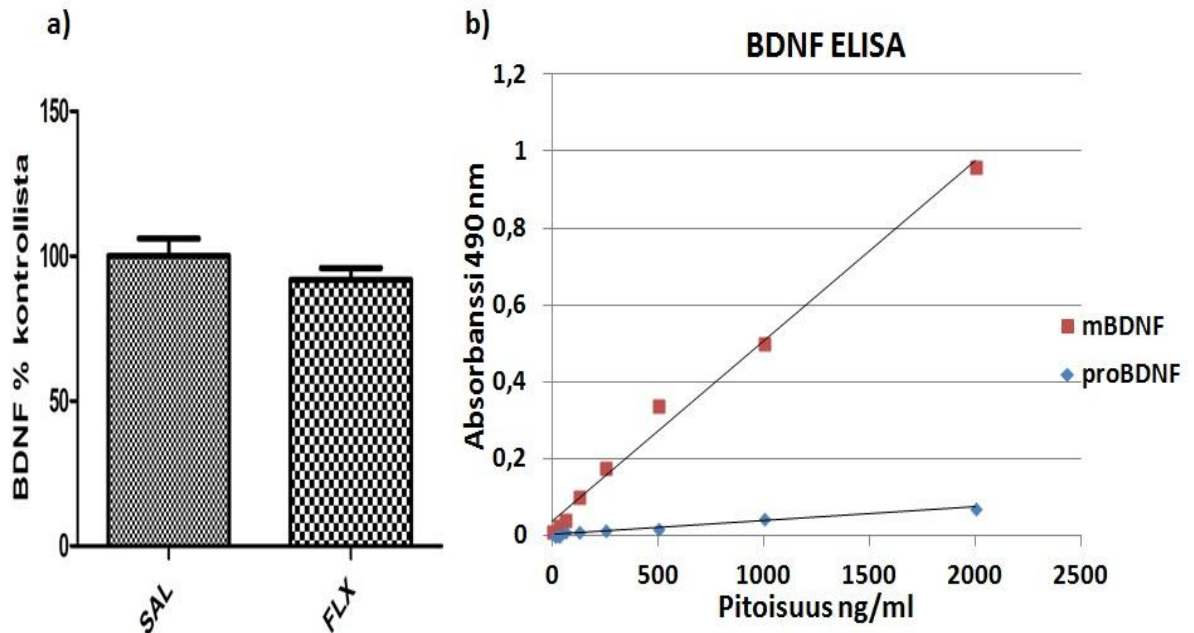 a)
BDNF % kontrollista
150
100
50
0
SAL
FLX
b)
BDNF ELISA
Absorbanssi 490 nm
1,2
1
0,8
0,6
0,4
0,2
0
0 500 1000 1500 2000 2500
Pitoisuus ng/ml
mBDNF
proBDNF